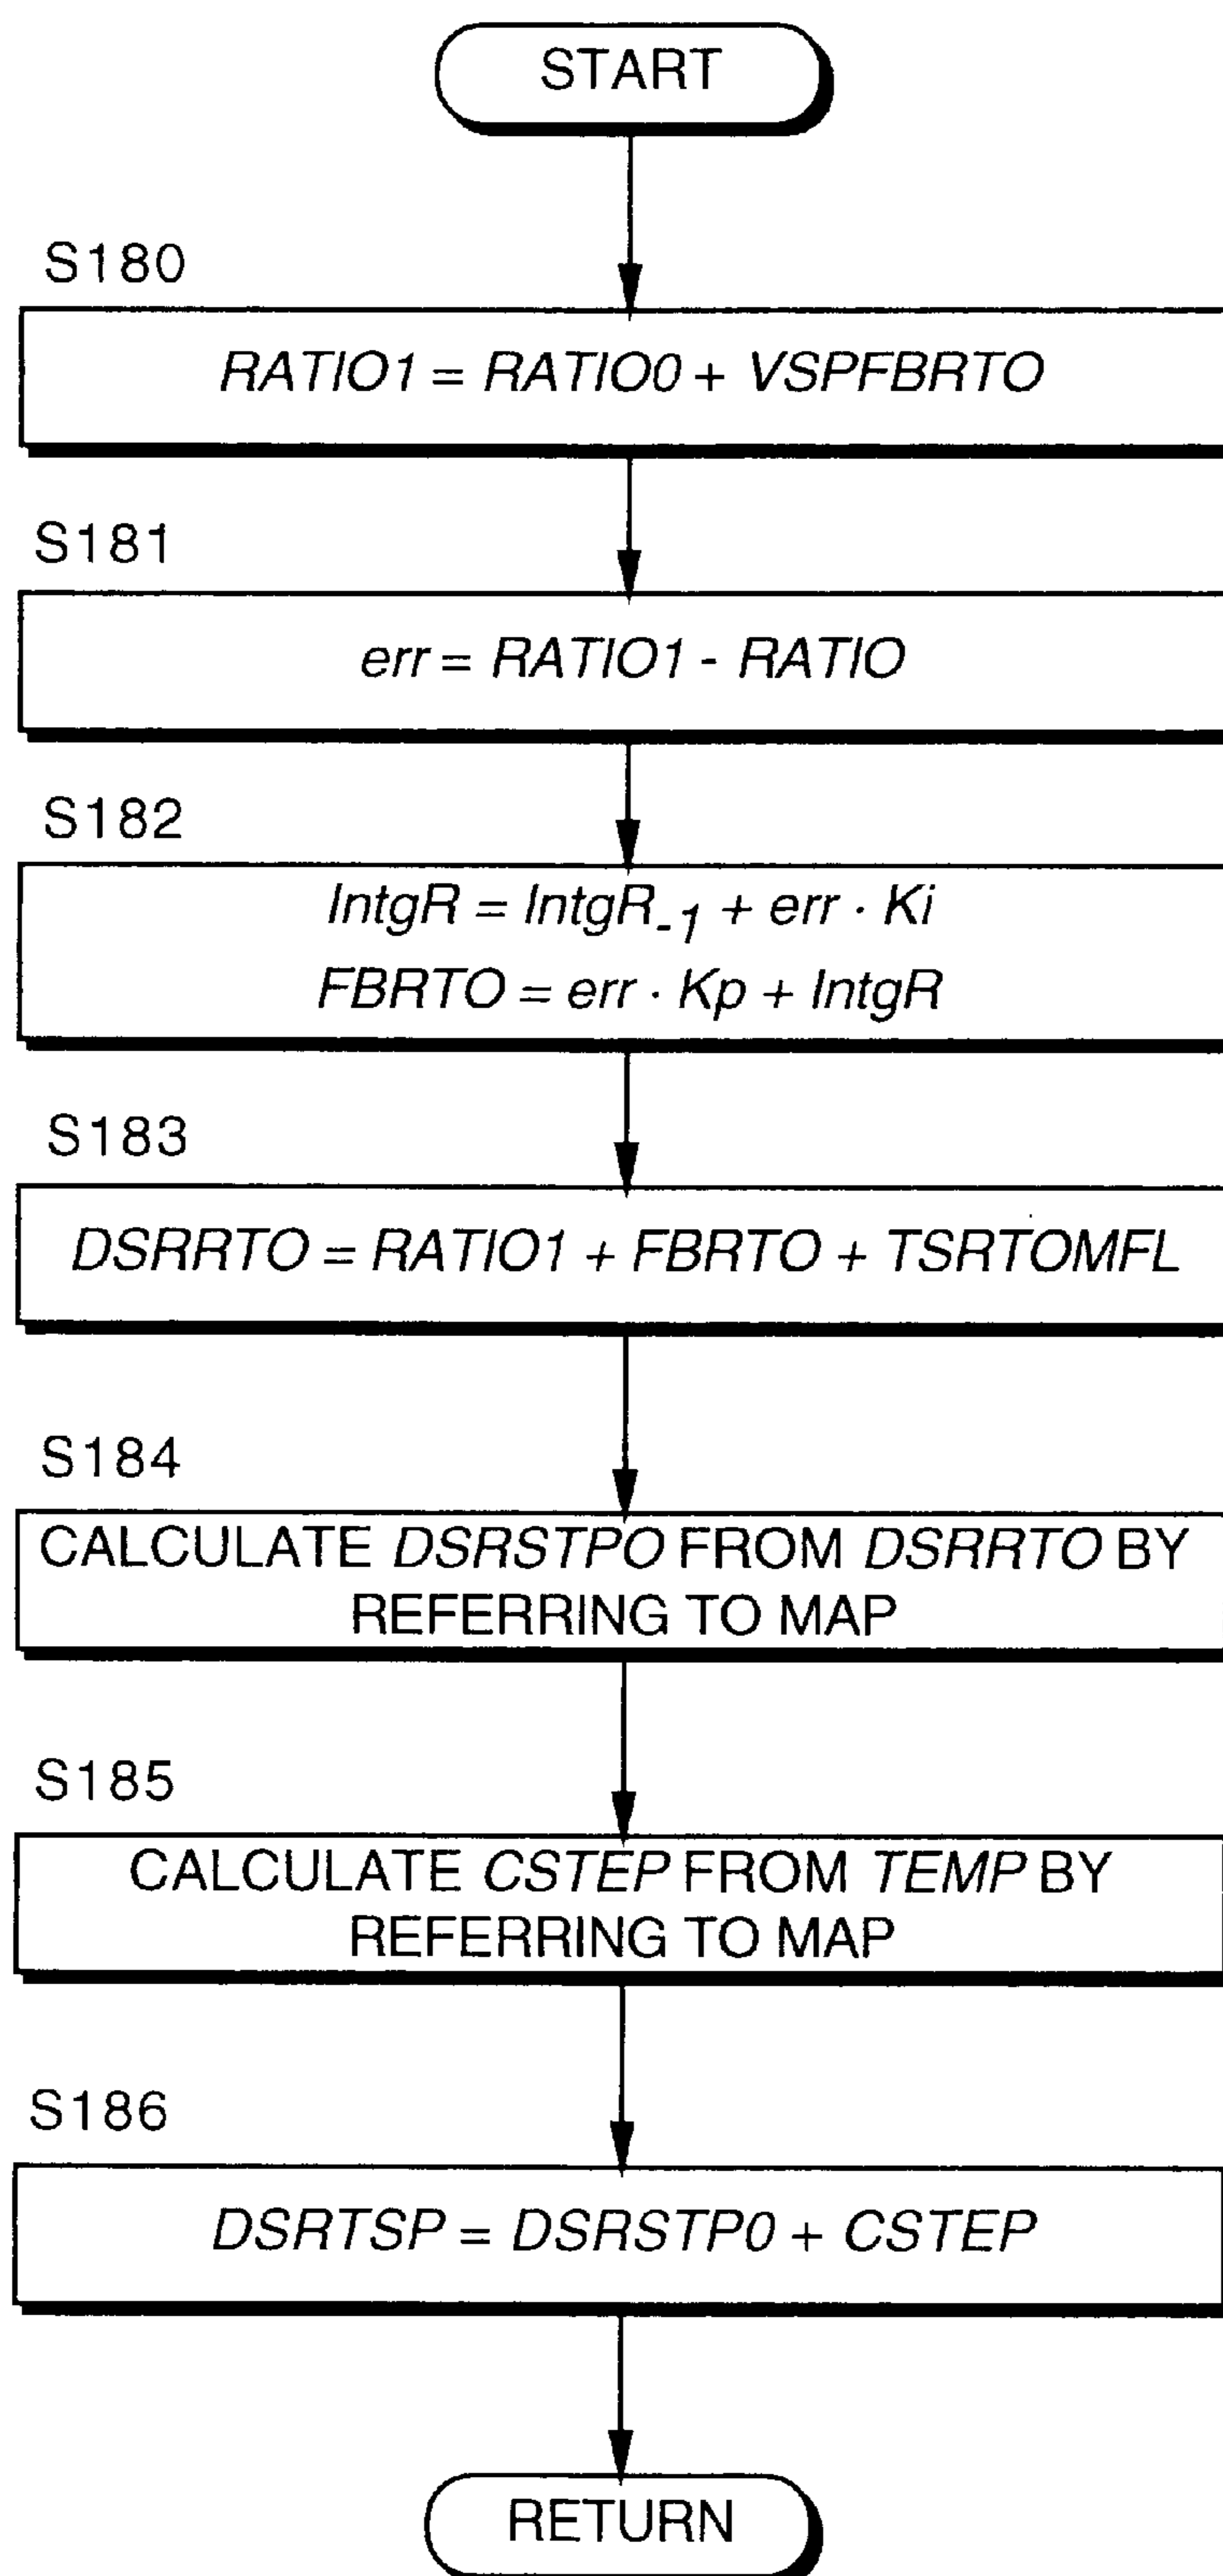 START
S180
RATIO1 = RATIO0 + VSPFBRTO
S181
err = RATIO1 - RATIO
S182
IntgR = IntgR-1 + err · Ki
FBRTO = err · Kp + IntgR
S183
DSRRTO = RATIO1 + FBRTO + TSRTOMFL
S184
CALCULATE DSRSTPO FROM DSRRTO BY
REFERRING TO MAP
S185
CALCULATE CSTEP FROM TEMP BY
REFERRING TO MAP
S186
DSRTSP = DSRSTP0 + CSTEP
RETURN